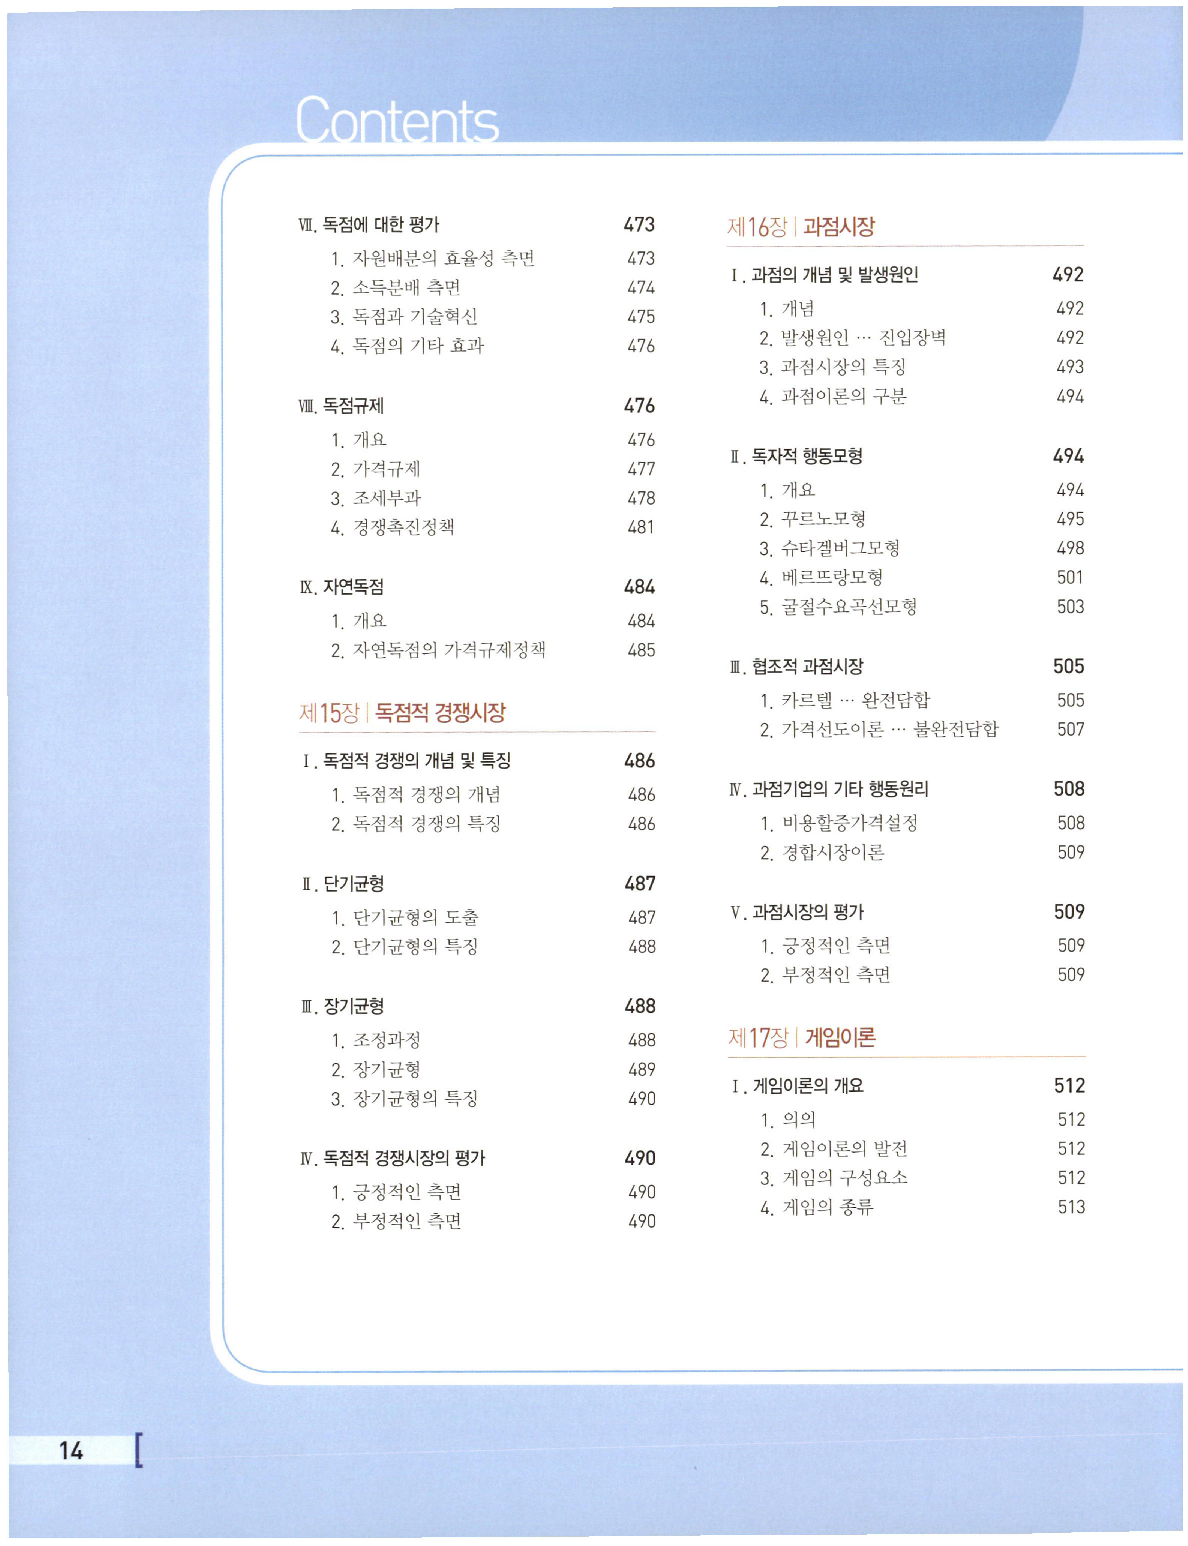 Contents
Ⅶ. 독점에 대한 평가 473
1. 자원배분의 효율성 측면 473
2. 소득분배 측면 474
3. 독점과 기술혁신 475
4. 독점의 기타 효과 476
Ⅷ. 독점규제 476
1. 개요 476
2. 가격규제 477
3. 조세부과 478
4. 경쟁촉진정책 481
Ⅸ. 자연독점 484
1. 개요 484
2. 자연독점의 가격규제정책 485
제15장 | 독점적 경쟁시장
Ⅰ. 독점적 경쟁의 개념 및 특징 486
1. 독점적 경쟁의 개념 486
2. 독점적 경쟁의 특징 486
Ⅱ. 단기균형 487
1. 단기균형의 도출 487
2. 단기균형의 특징 488
Ⅲ. 장기균형 488
1. 조정과정 488
2. 장기균형 489
3. 장기균형의 특징 490
Ⅳ. 독점적 경쟁시장의 평가 490
1. 긍정적인 측면 490
2. 부정적인 측면 490
제16장 | 과점시장
Ⅰ. 과점의 개념 및 발생원인 492
1. 개념 492
2. 발생원인 … 진입장벽 492
3. 과점시장의 특징 493
4. 과점이론의 구분 494
Ⅱ. 독자적 행동모형 494
1. 개요 494
2. 꾸르노모형 495
3. 슈타켈버그모형 498
4. 베르뜨랑모형 501
5. 굴절수요곡선모형 503
Ⅲ. 협조적 과점시장 505
1. 카르텔 … 완전담합 505
2. 가격선도이론 … 불완전담합 507
Ⅳ. 과점기업의 기타 행동원리 508
1. 비용할증가격설정 508
2. 경합시장이론 509
Ⅴ. 과점시장의 평가 509
1. 긍정적인 측면 509
2. 부정적인 측면 509
제17장 | 게임이론
Ⅰ. 게임이론의 개요 512
1. 의의 512
2. 게임이론의 발전 512
3. 게임의 구성요소 512
4. 게임의 종류 513
14